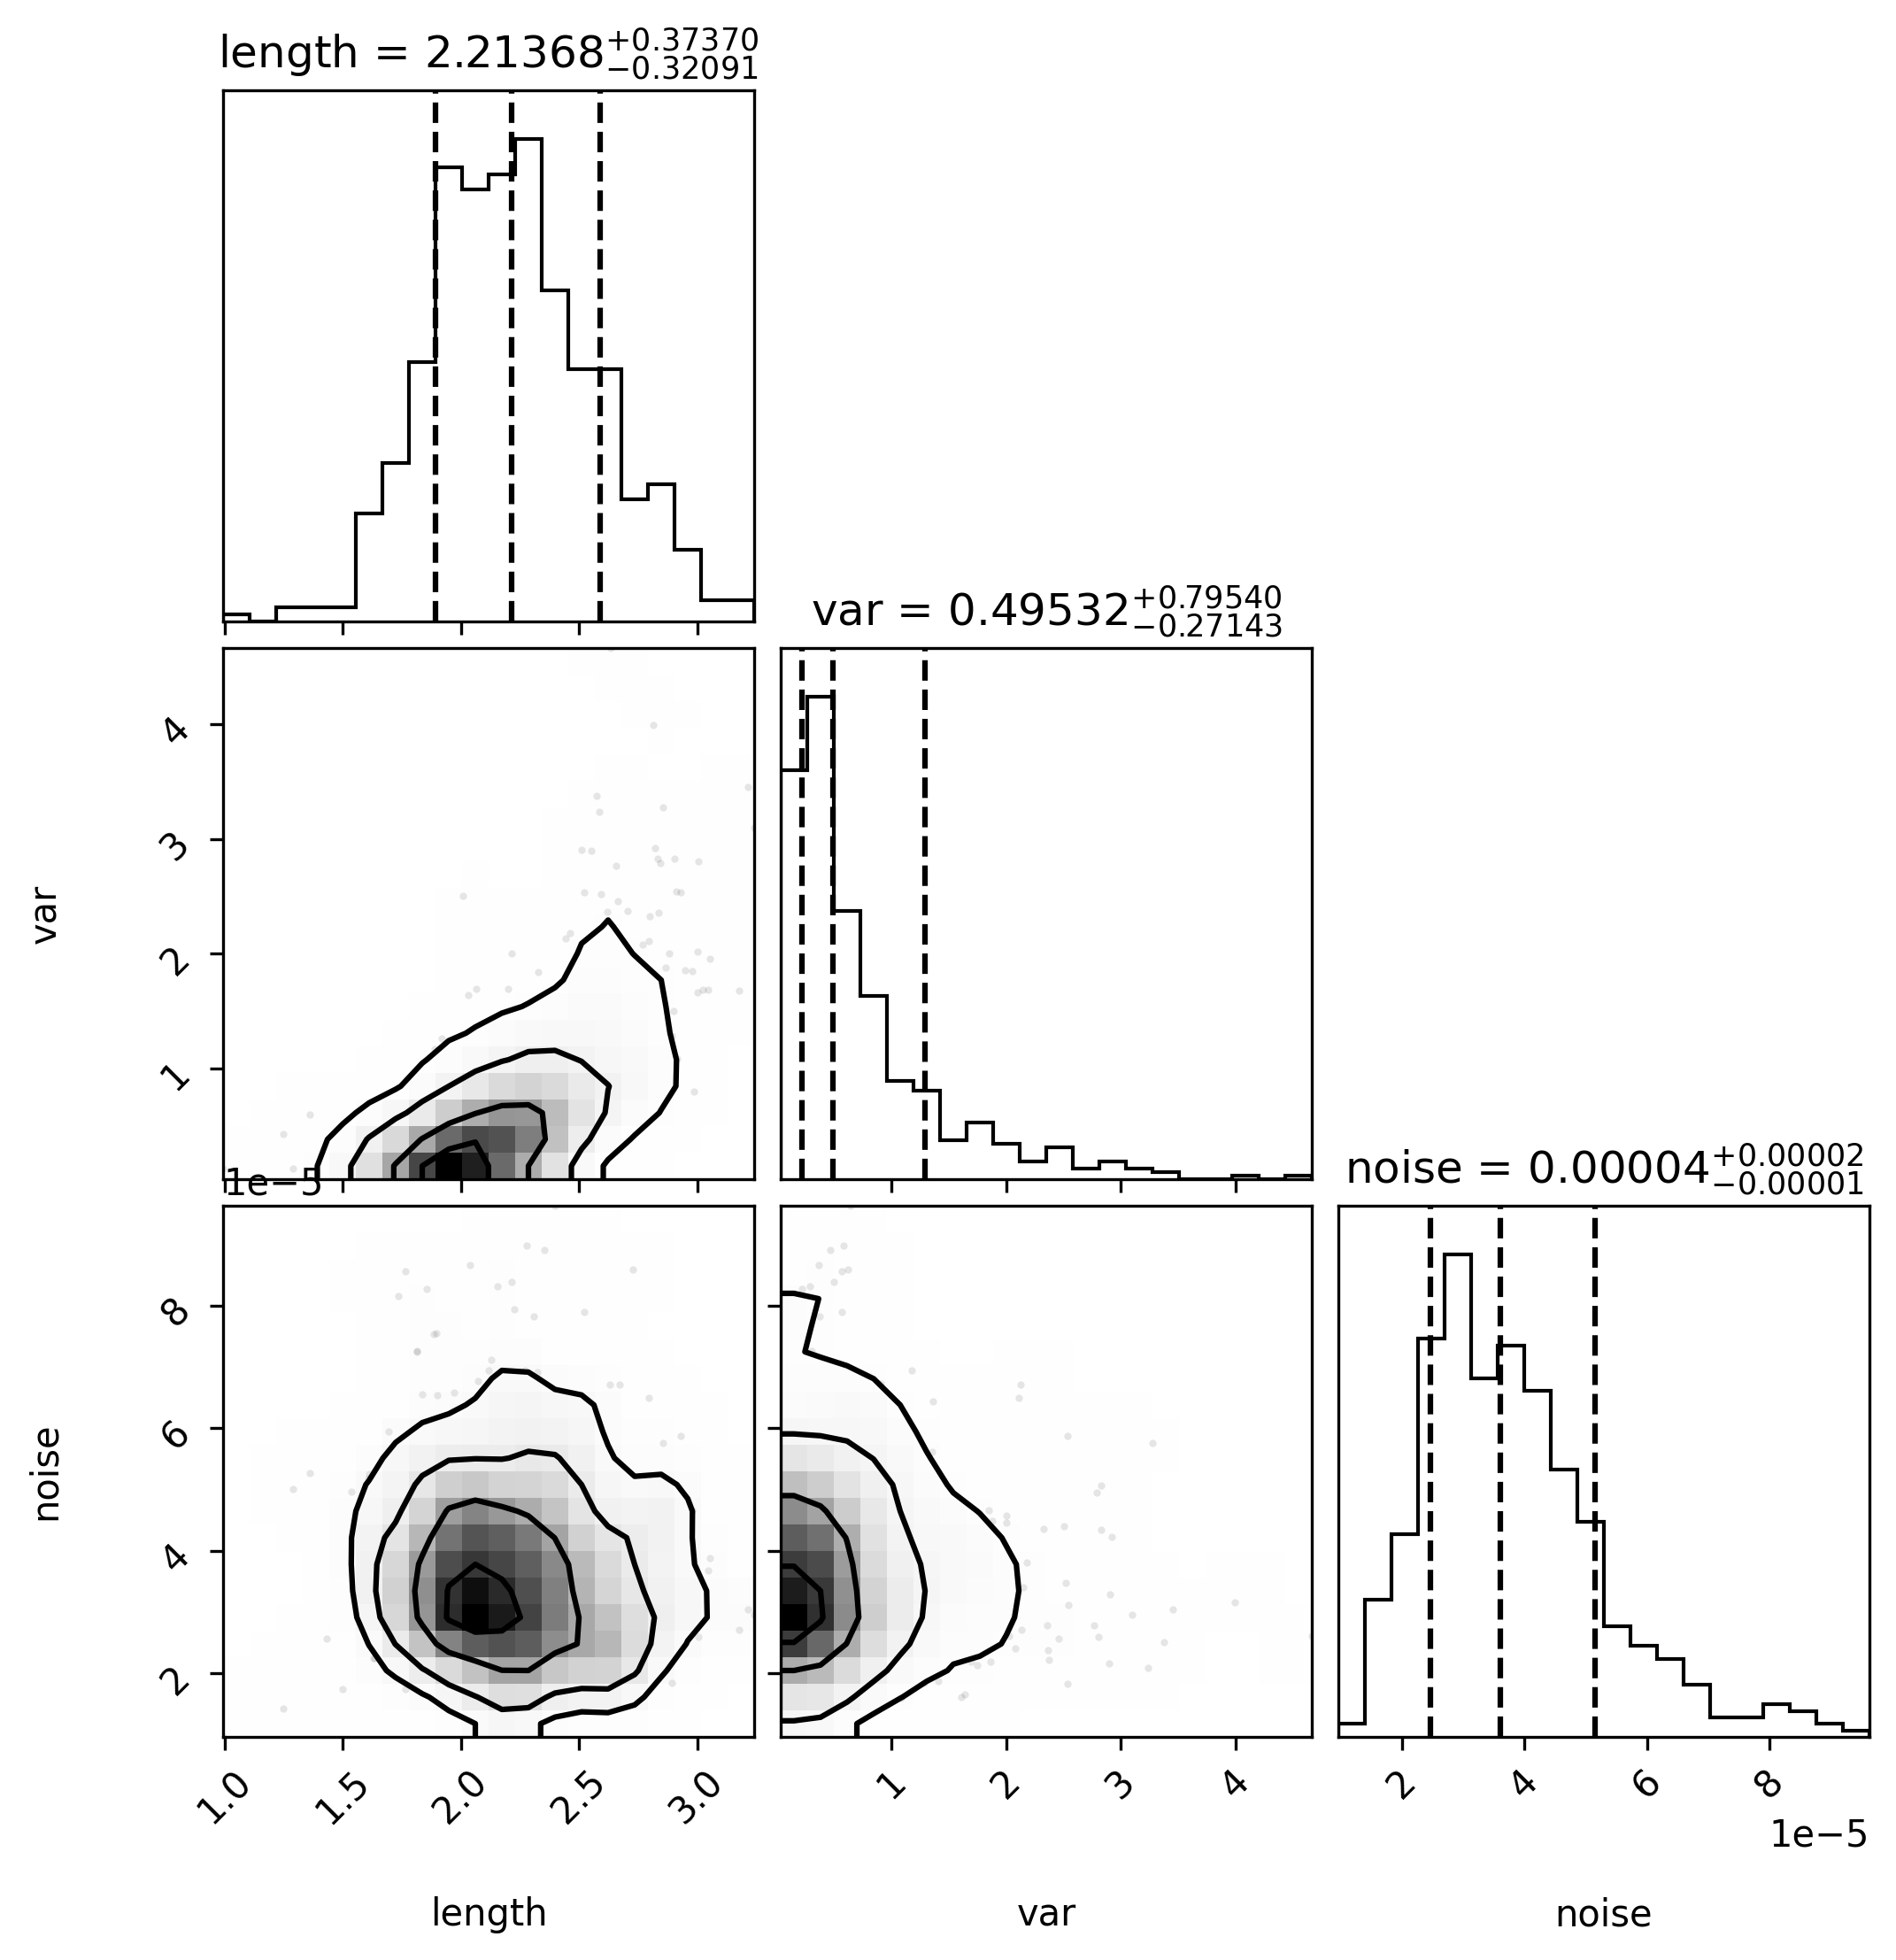 length = 2.21368 +0.37370 −0.32091
var = 0.49532 +0.79540 −0.27143
4
3
2
1
var
1e−5
noise = 0.00004 +0.00002 −0.00001
8
6
4
2
noise
1.0 1.5 2.0 2.5 3.0 1 2 3 4 2 4 6 8
1e−5
length var noise